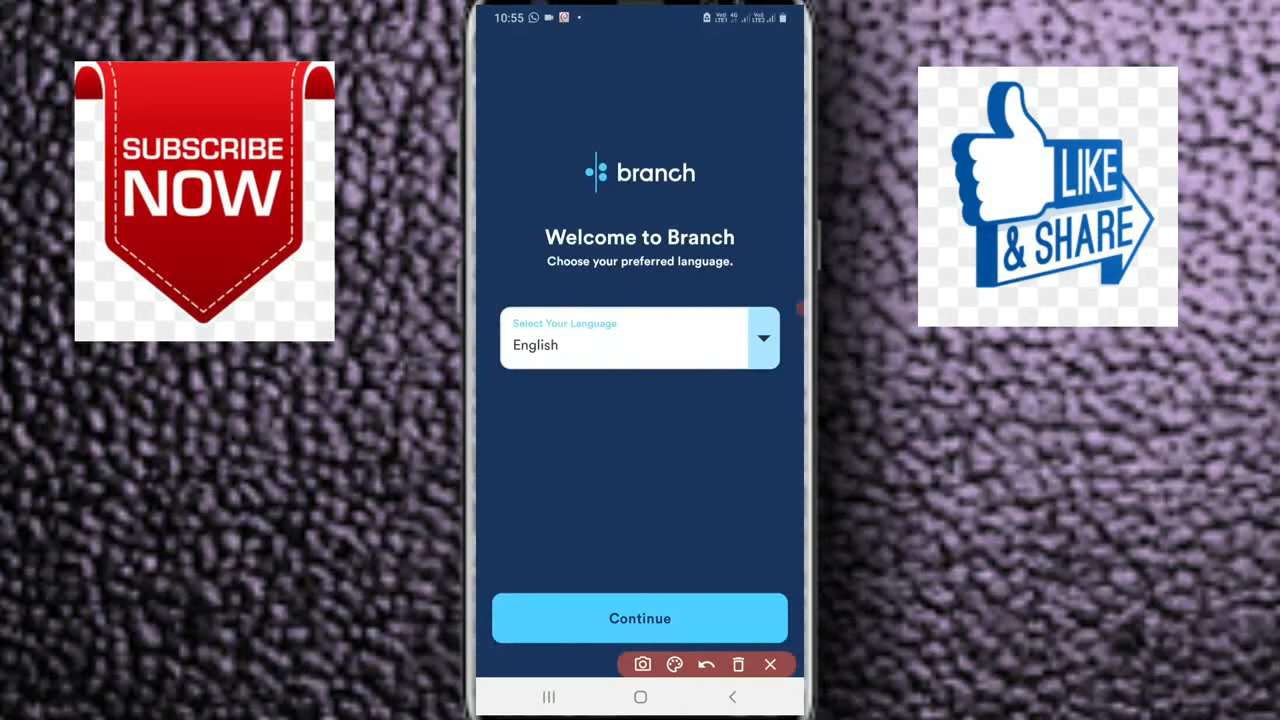 SUBSCRIBE
NOW
10:55
branch
Welcome to Branch
Choose your preferred language.
Select Your Language
English
Continue
LIKE
& SHARE